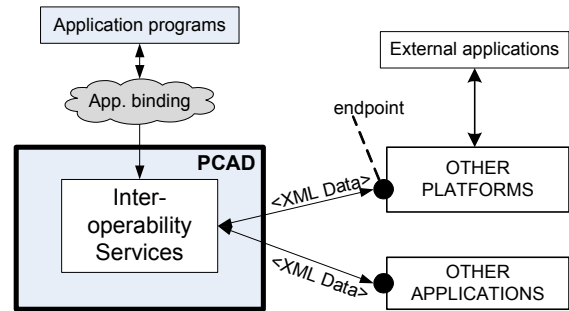 Application programs
App. binding
PCAD
Inter-
operability
Services
<XML Data>
<XML Data>
endpoint
External applications
OTHER
PLATFORMS
OTHER
APPLICATIONS